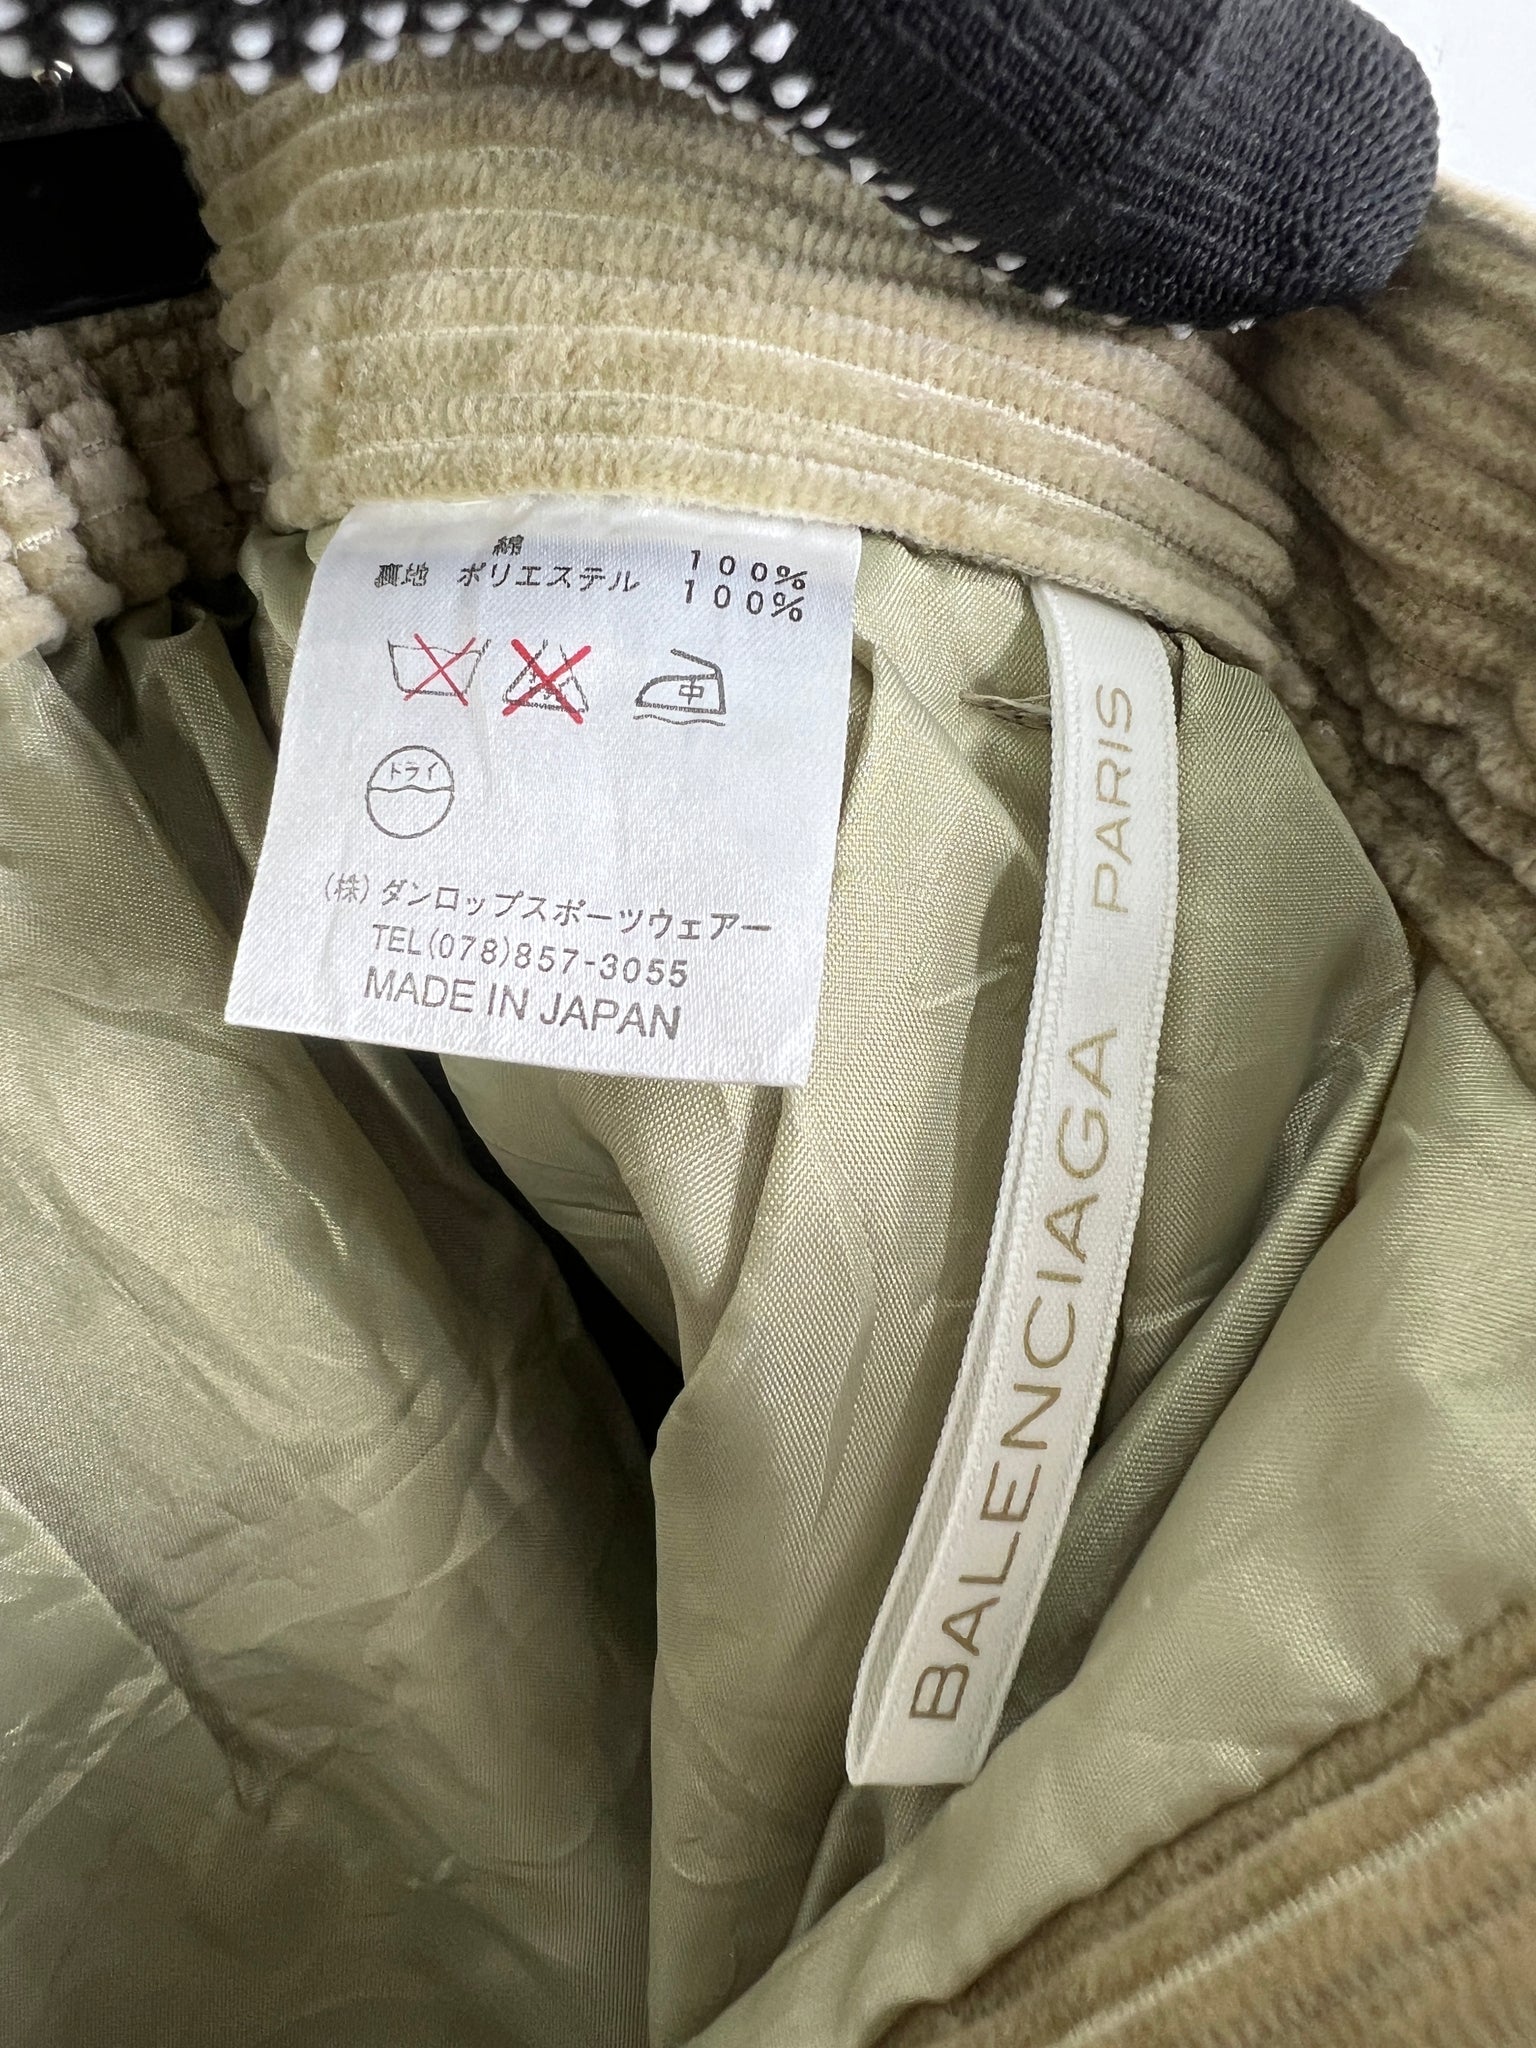 綿 100%
裏地 ポリエステル 100%
中
ドライ
(株)ダンロップスポーツウェアー
TEL(078)857-3055
MADE IN JAPAN
BALENCIAGA PARIS